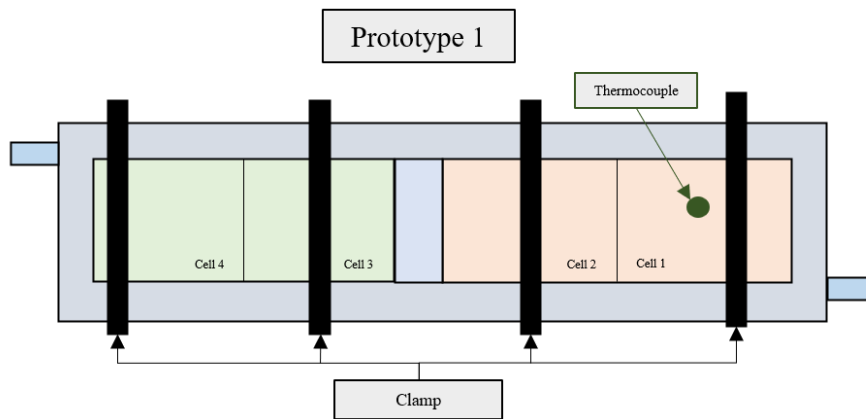 Prototype 1
Thermocouple
Cell 4
Cell 3
Cell 2
Cell 1
Clamp